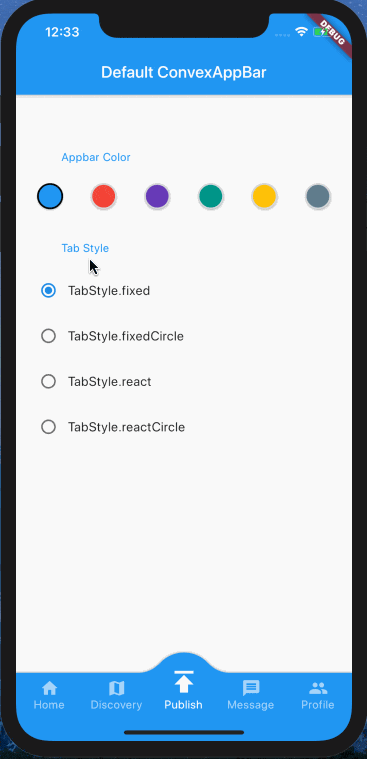 12:33
DEBUG
Default ConvexAppBar
Appbar Color
Tab Style
TabStyle.fixed
TabStyle.fixedCircle
TabStyle.react
TabStyle.reactCircle
Home Discovery Publish Message Profile